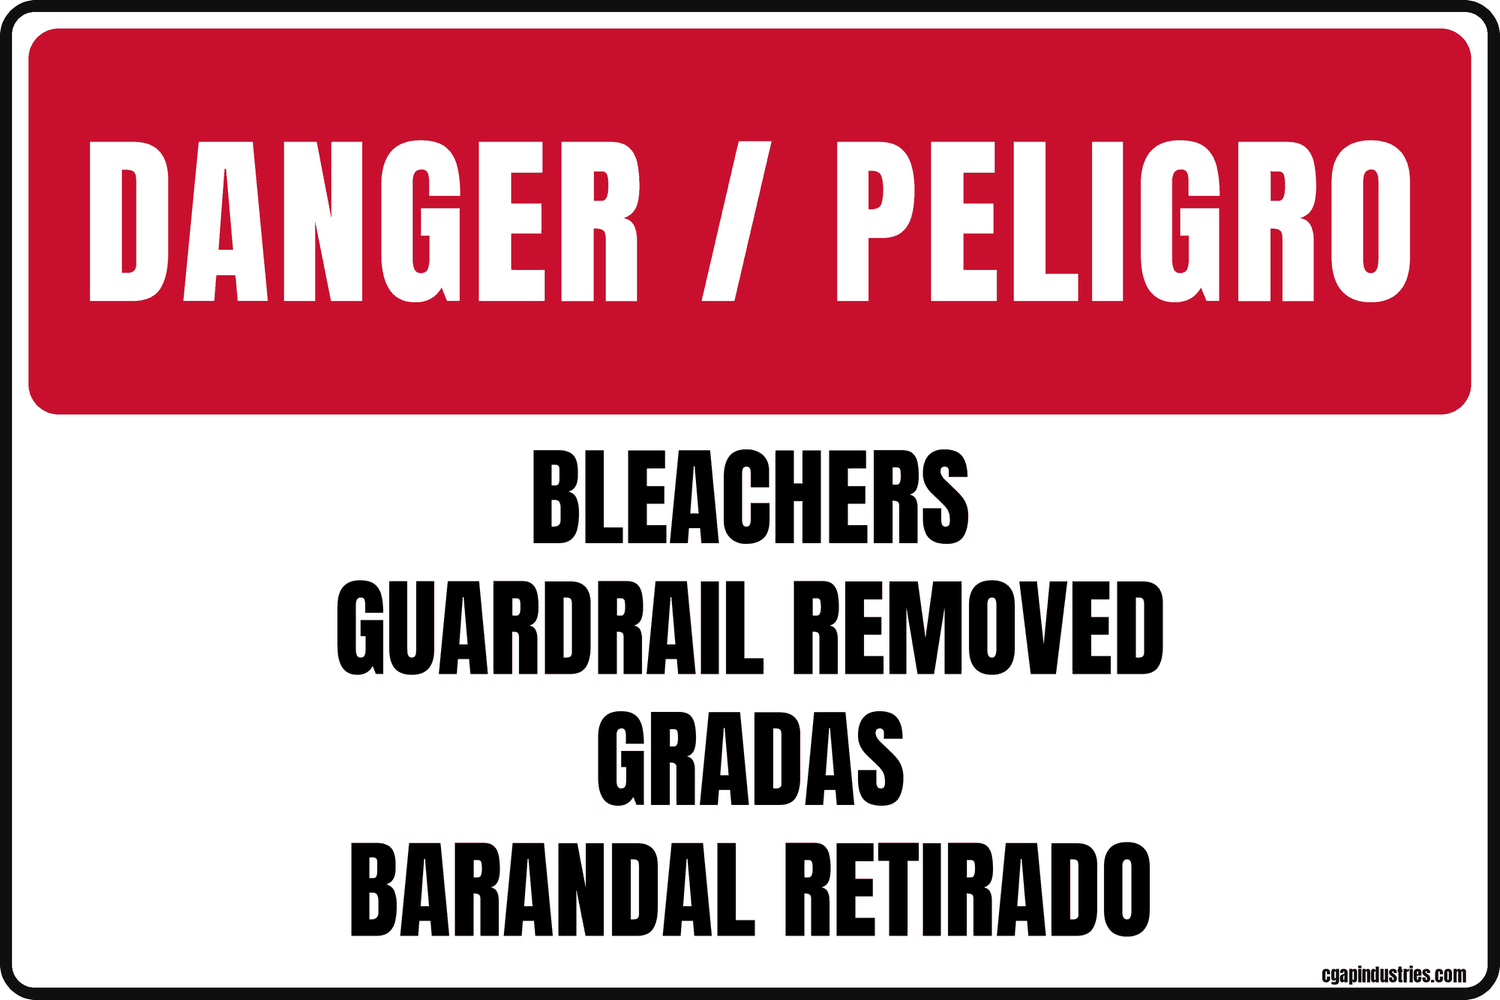 DANGER / PELIGRO
BLEACHERS
GUARDRAIL REMOVED
GRADAS
BARANDAL RETIRADO
cgapindustries.com